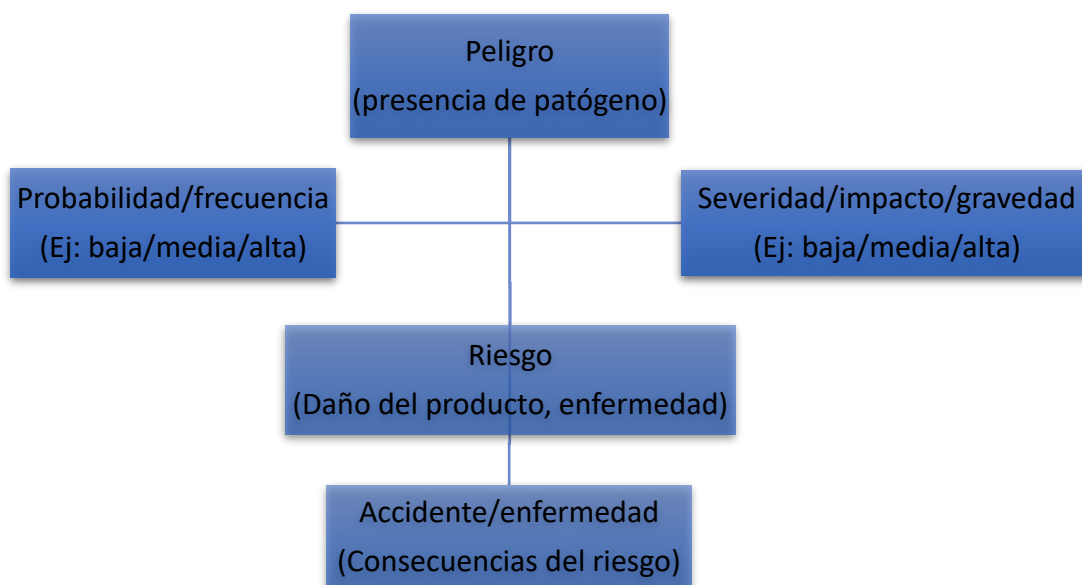 Peligro
(presencia de patógeno)
Probabilidad/frecuencia
(Ej: baja/media/alta)
Severidad/impacto/gravedad
(Ej: baja/media/alta)
Riesgo
(Daño del producto, enfermedad)
Accidente/enfermedad
(Consecuencias del riesgo)